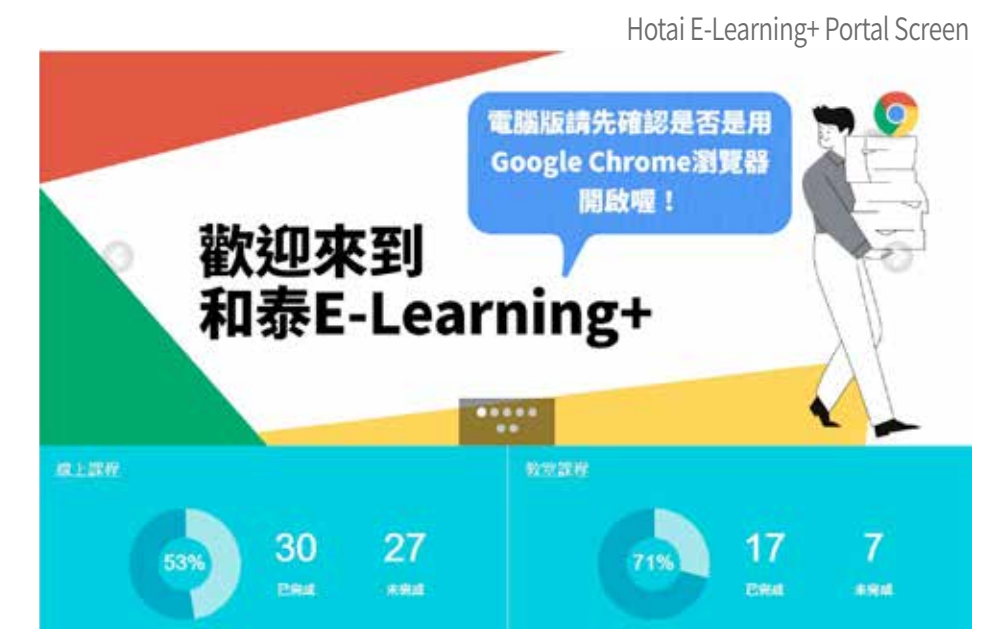 Hotai E-Learning+ Portal Screen
電腦版請先確認是否是用
Google Chrome瀏覽器
開啟喔！
歡迎來到
和泰E-Learning+
線上課程
教室課程
53%
30
27
已完成
未完成
71%
17
7
已完成
未完成